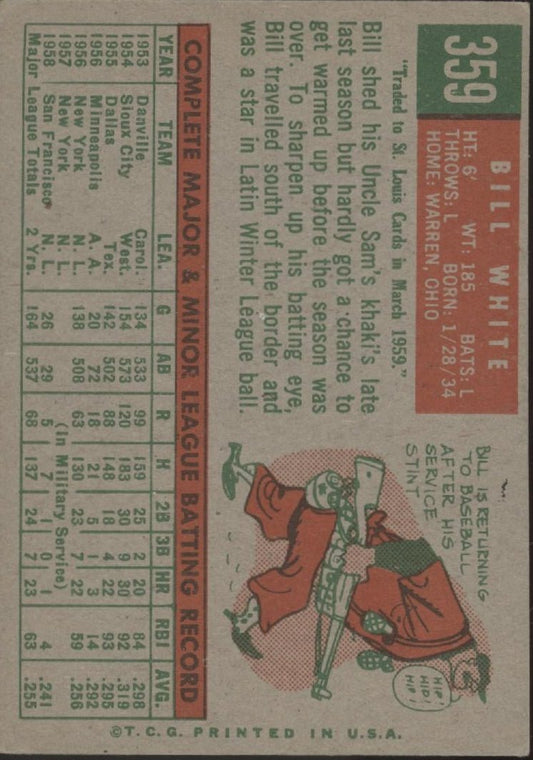 359
BILL WHITE
HT: 6' WT: 185 BATS: L
THROWS: L BORN: 1/28/34
HOME: WARREN, OHIO
"Traded to St. Louis Cards in March 1959."
Bill shed his Uncle Sam's khaki's late
last season but hardly got a chance to
get warmed up before the season was
over. To sharpen up his batting eye,
Bill travelled south of the border and
was a star in Latin Winter League ball.
BILL IS RETURNING
TO BASEBALL
AFTER HIS
SERVICE
STINT
HIP!
HIP!
HIP!
COMPLETE MAJOR & MINOR LEAGUE BATTING RECORD
YEAR TEAM LEA. G AB R H 2B 3B HR RBI AVG.
1953 Danville Carol. 134 533 99 159 25 2 20 84 .298
1954 Sioux City West. 154 573 120 183 30 9 30 92 .319
1955 Dallas Tex. 142 502 88 148 18 4 22 93 .295
1956 Minneapolis A. A. 20 72 18 21 5 1 3 14 .292
1956 New York N. L. 138 508 63 130 23 7 22 59 .256
1957 New York N. L. (In Military Service)
1958 San Francisco N. L. 26 29 5 7 1 0 1 4 .241
Major League Totals 2 Yrs. 164 537 68 137 24 7 23 63 .255
©T.C.G. PRINTED IN U.S.A.